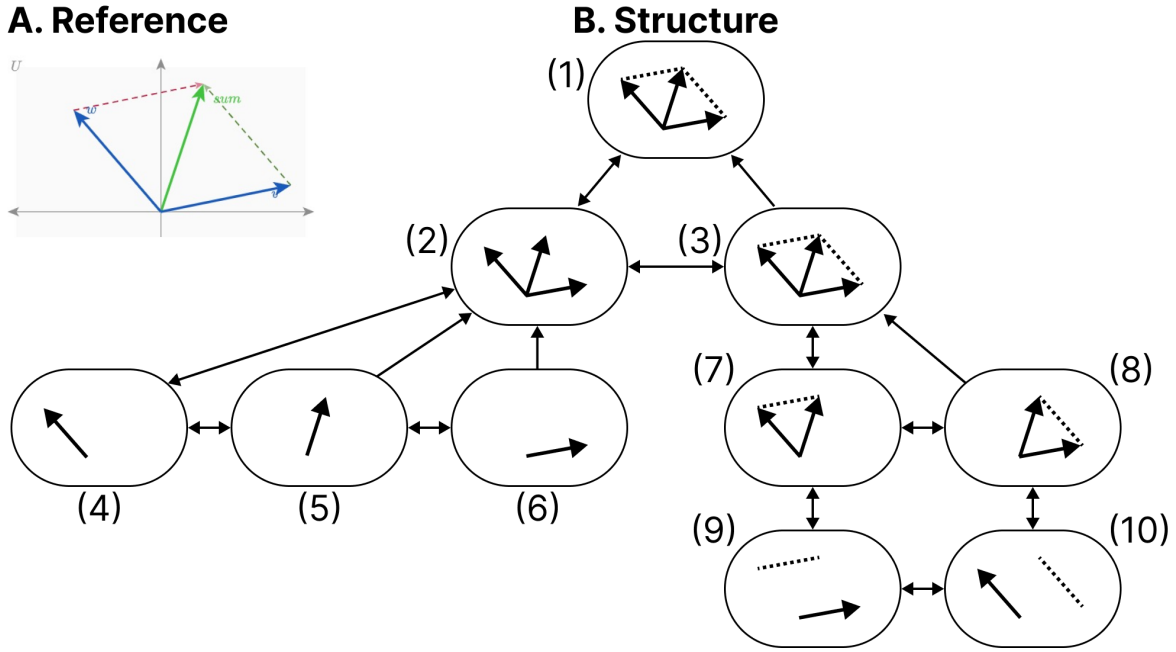 A. Reference
B. Structure
U
w
sum
v
(1)
(2)
(3)
(4)
(5)
(6)
(7)
(8)
(9)
(10)